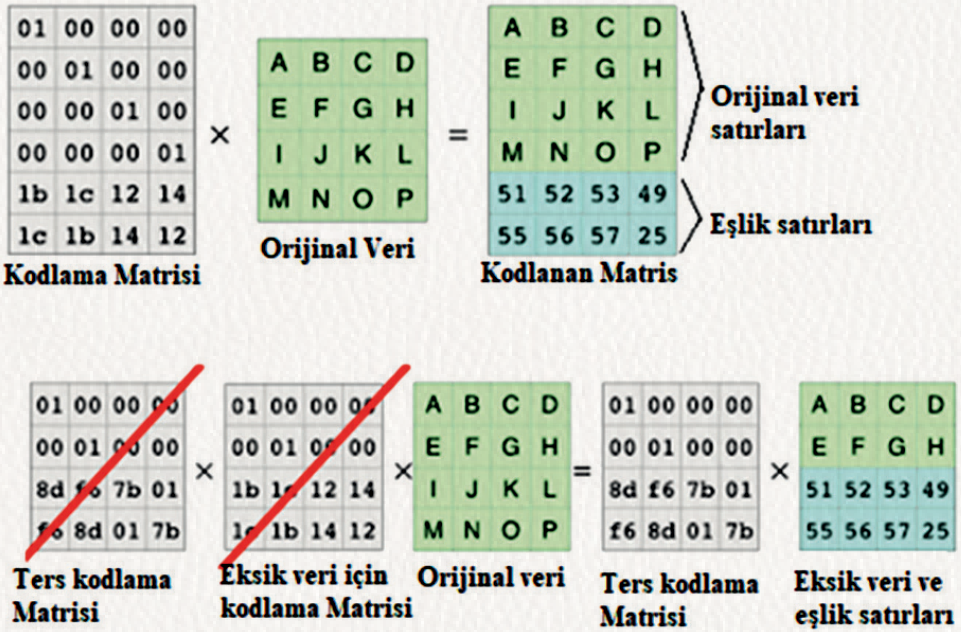 01 00 00 00
00 01 00 00
00 00 01 00
00 00 00 01
1b 1c 12 14
1c 1b 14 12
Kodlama Matrisi
×
A B C D
E F G H
I J K L
M N O P
Orijinal Veri
=
A B C D
E F G H
I J K L
M N O P
51 52 53 49
55 56 57 25
Kodlanan Matris
Orijinal veri
satırları
Eşlik satırları
01 00 00 00
00 01 00 00
8d f6 7b 01
f6 8d 01 7b
Ters kodlama
Matrisi
×
01 00 00 00
00 01 00 00
1b 1c 12 14
1c 1b 14 12
Eksik veri için
kodlama Matrisi
×
A B C D
E F G H
I J K L
M N O P
Orijinal veri
=
01 00 00 00
00 01 00 00
8d f6 7b 01
f6 8d 01 7b
Ters kodlama
Matrisi
×
A B C D
E F G H
51 52 53 49
55 56 57 25
Eksik veri ve
eşlik satırları